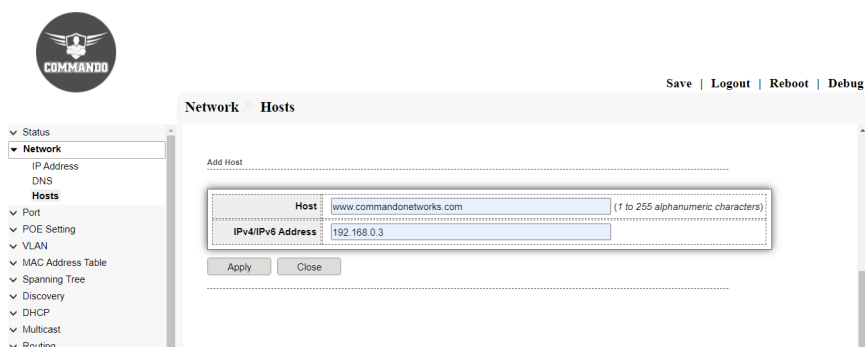 COMMANDO
Save | Logout | Reboot | Debug
Network » Hosts
Status
Network
IP Address
DNS
Hosts
Port
POE Setting
VLAN
MAC Address Table
Spanning Tree
Discovery
DHCP
Multicast
Routing
Add Host
Host www.commandonetworks.com (1 to 255 alphanumeric characters)
IPv4/IPv6 Address 192.168.0.3
Apply Close